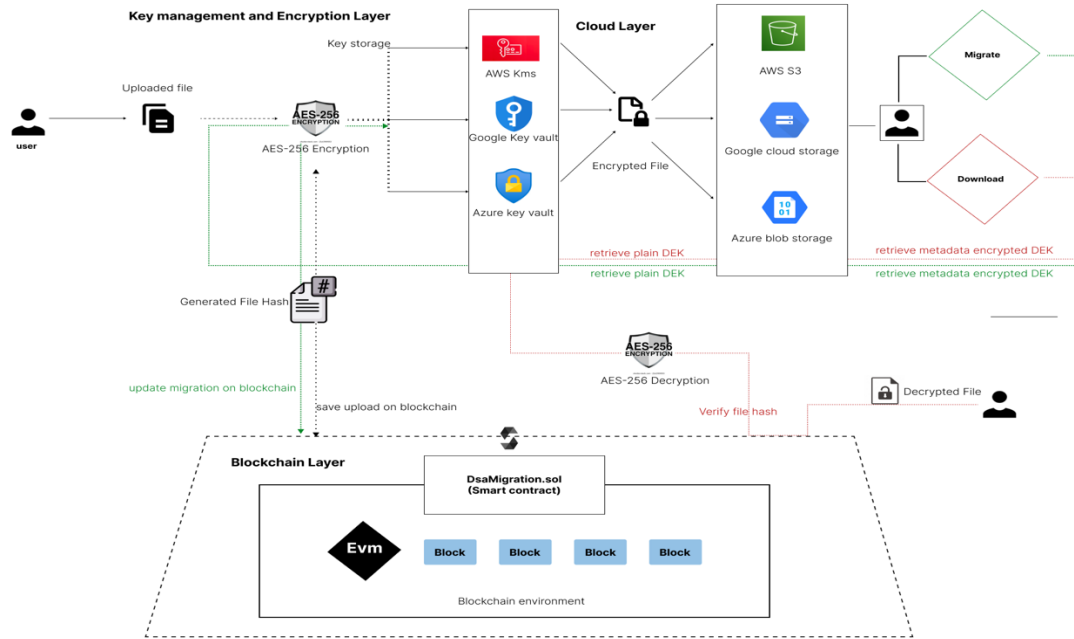 Key management and Encryption Layer
Key storage
Cloud Layer
AWS Kms
AWS S3
Migrate
Uploaded file
AES-256
ENCRYPTION
AES-256 Encryption
user
Google Key vault
Encrypted File
Google cloud storage
Azure key vault
10
01
Azure blob storage
Download
retrieve plain DEK
retrieve metadata encrypted DEK
retrieve plain DEK
retrieve metadata encrypted DEK
#
Generated File Hash
AES-256
ENCRYPTION
AES-256 Decryption
update migration on blockchain
save upload on blockchain
Verify file hash
Decrypted File
Blockchain Layer
DsaMigration.sol
(Smart contract)
Evm
Block
Block
Block
Block
Blockchain environment